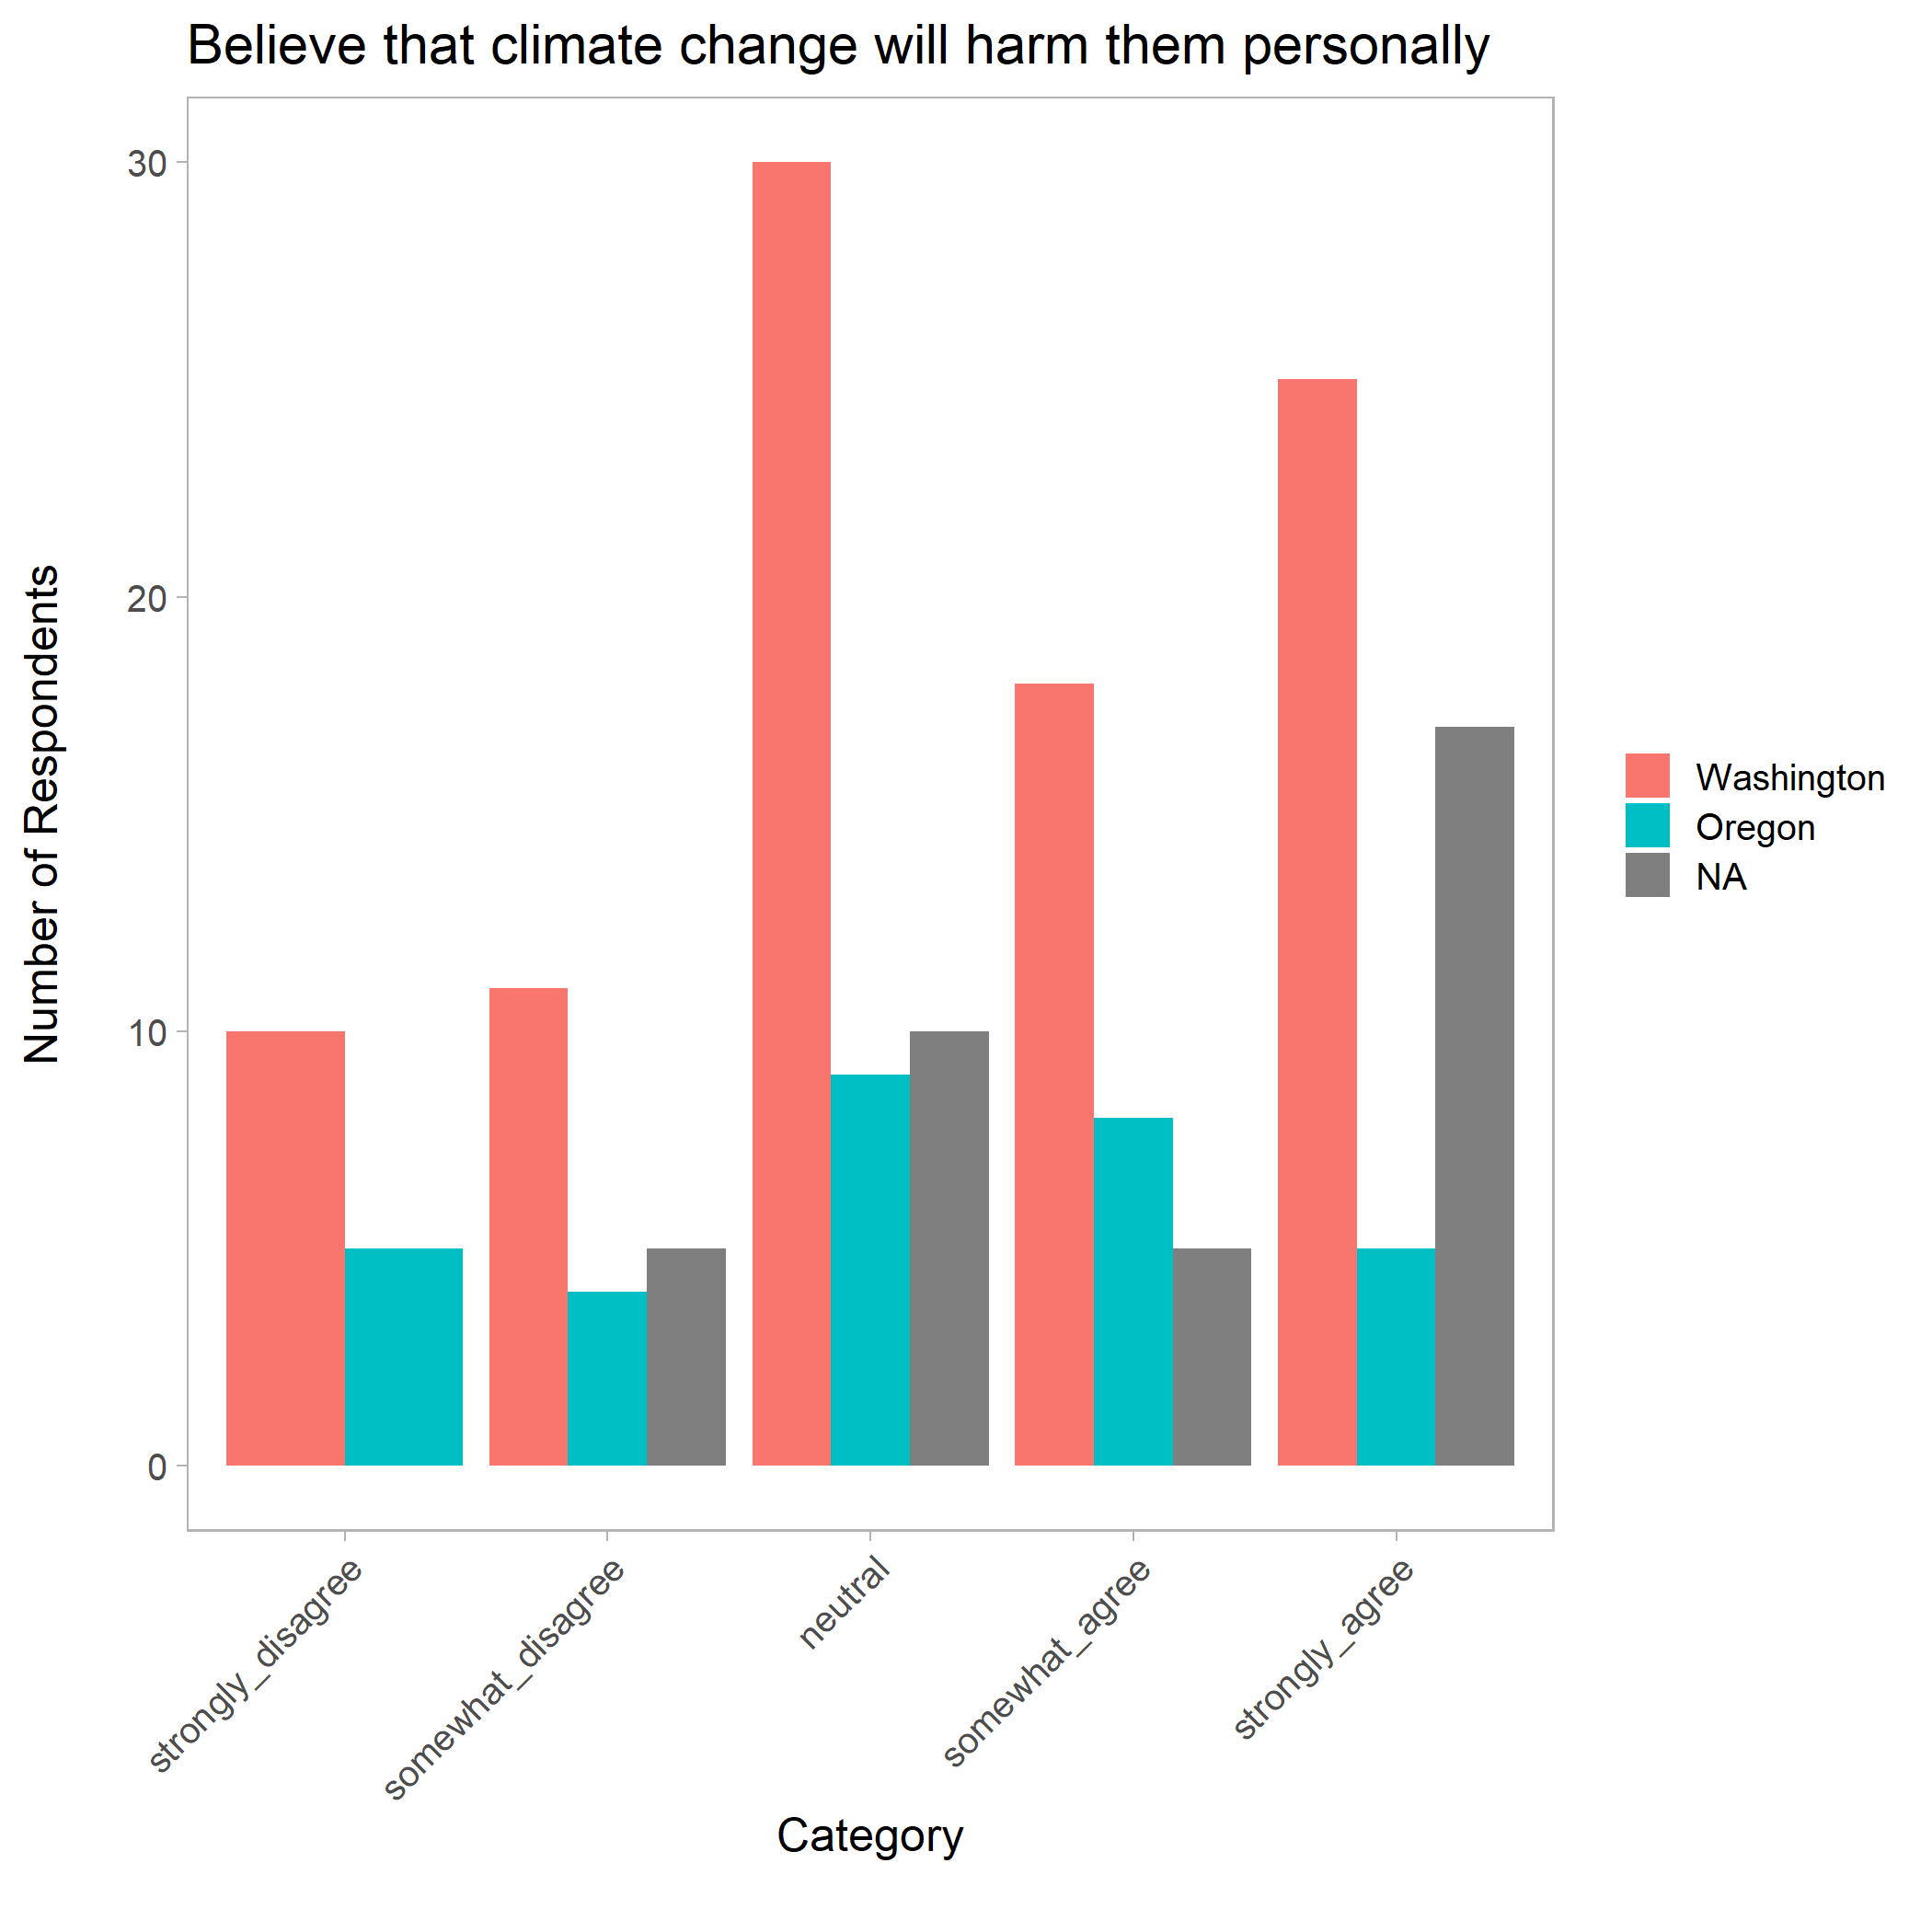 Believe that climate change will harm them personally
Number of Respondents
30
20
10
0
strongly_disagree
somewhat_disagree
neutral
somewhat_agree
strongly_agree
Category
Washington
Oregon
NA